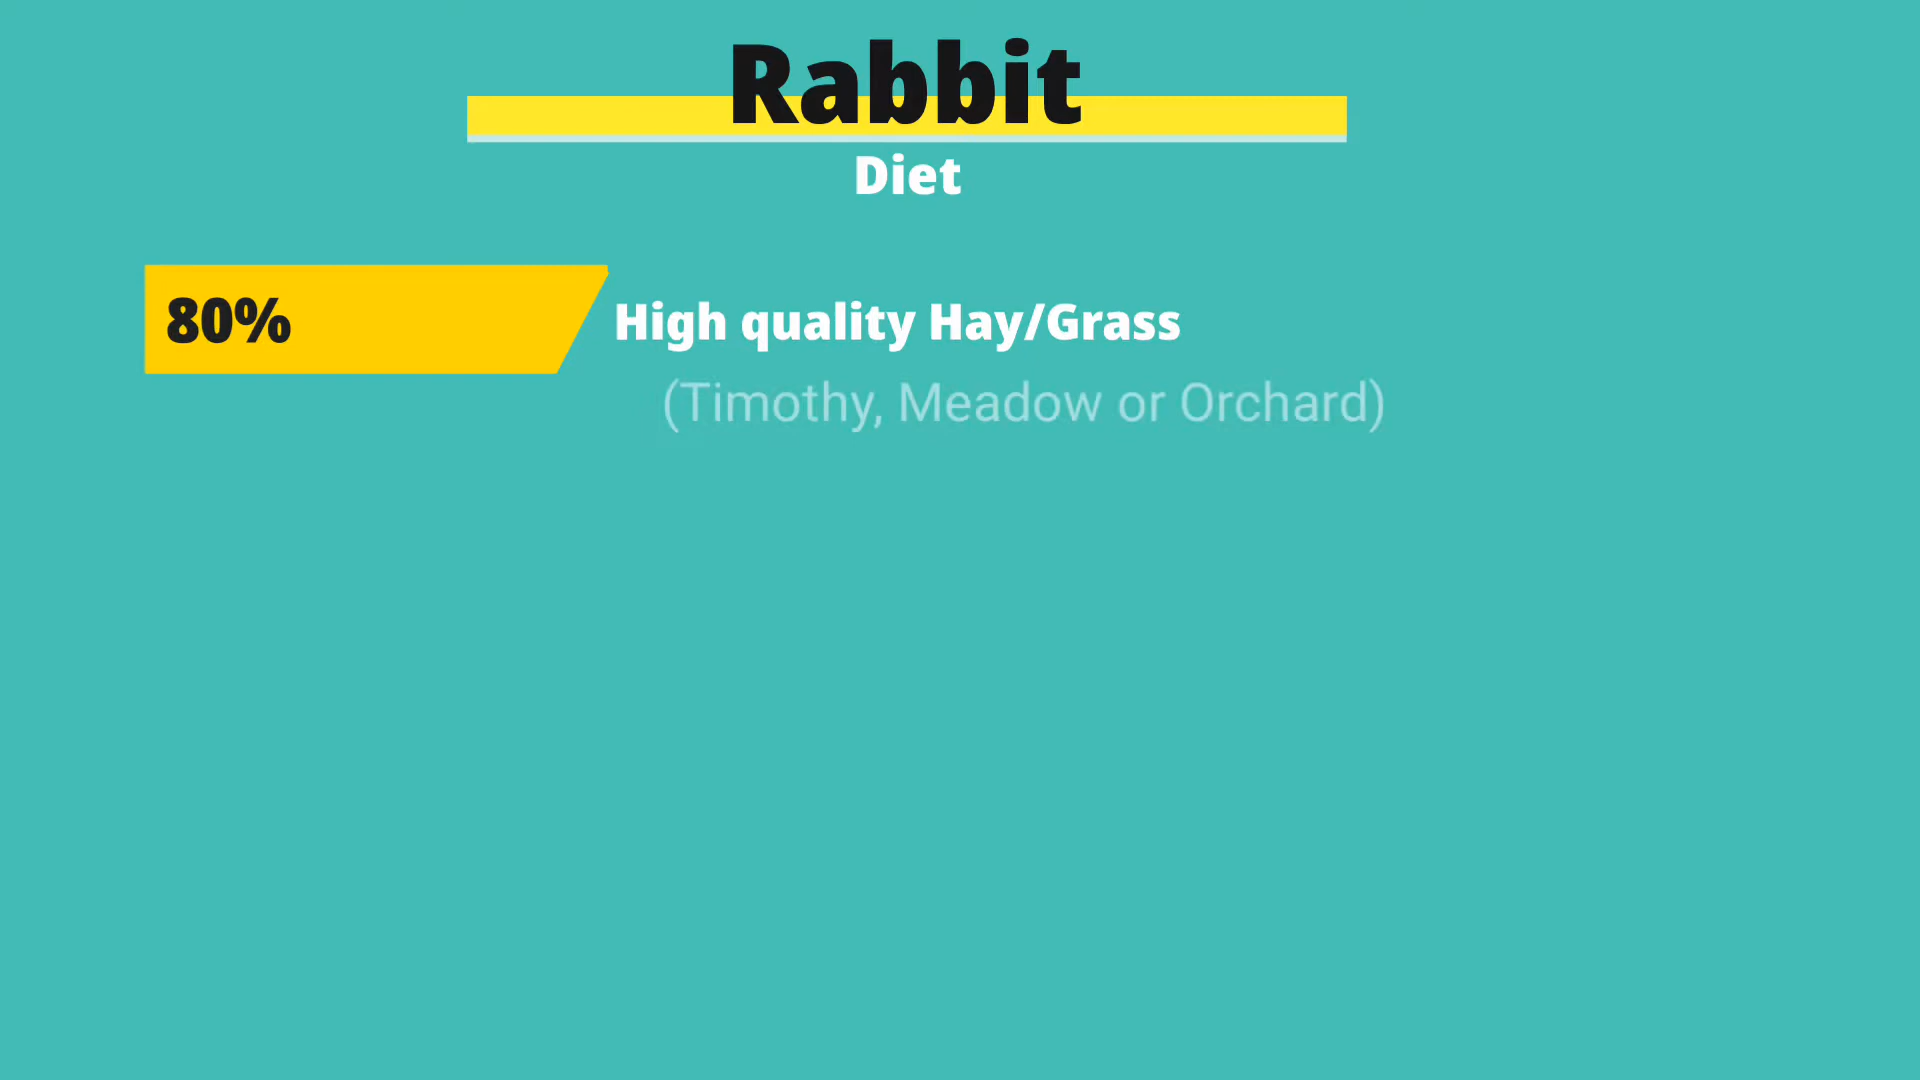 Rabbit
Diet
80%
High quality Hay/Grass
(Timothy, Meadow or Orchard)